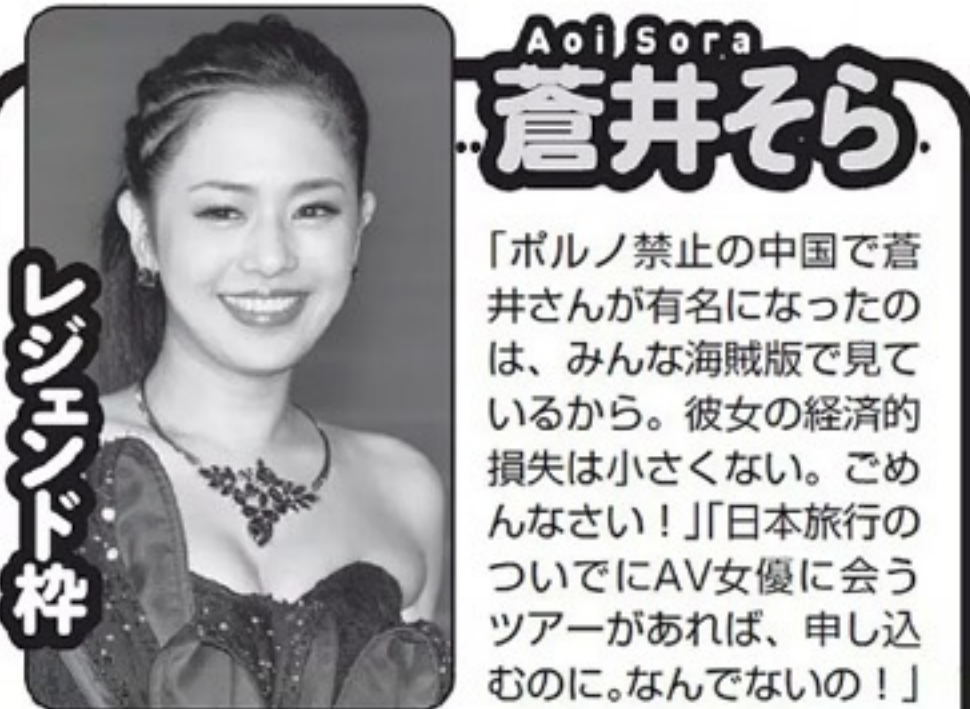 Aoi Sora
蒼井そら
レジェンド枠
「ポルノ禁止の中国で蒼
井さんが有名になったの
は、みんな海賊版で見て
いるから。彼女の経済的
損失は小さくない。ごめ
んなさい!」「日本旅行の
ついでにAV女優に会う
ツアーがあれば、申し込
むのに。なんでないの!」